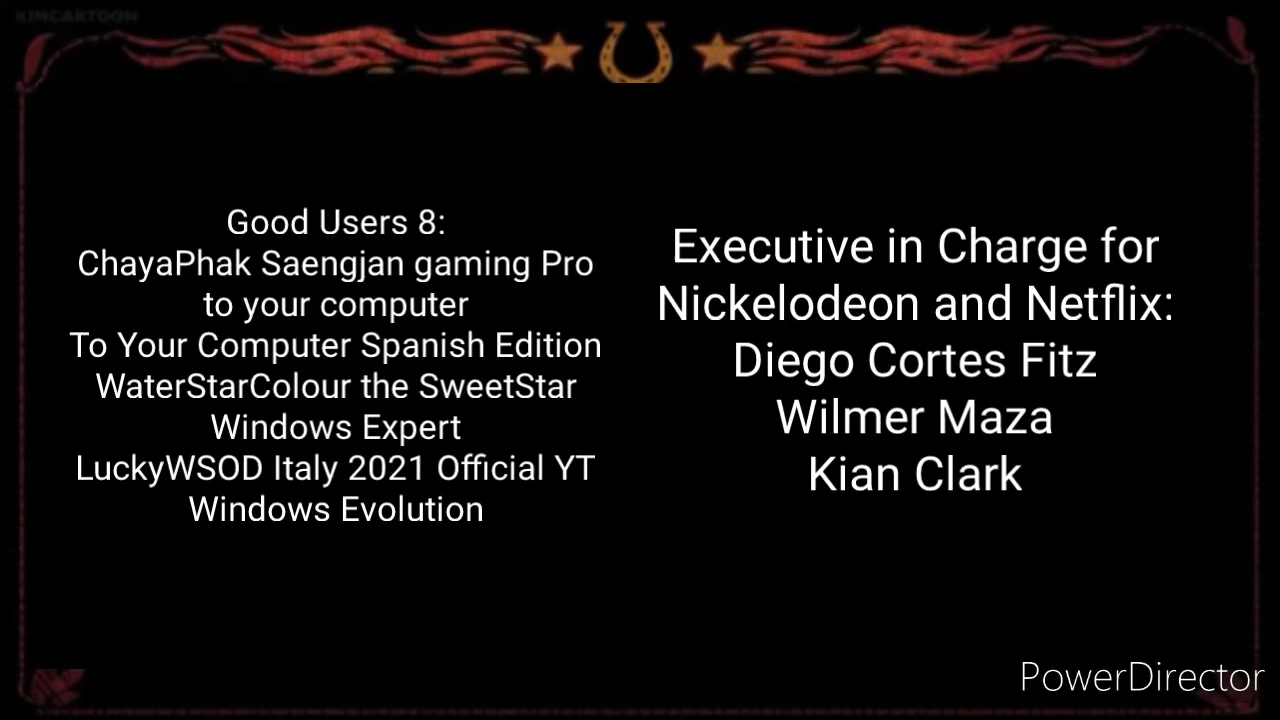 KIMCARTOON
Good Users 8:
ChayaPhak Saengjan gaming Pro
to your computer
To Your Computer Spanish Edition
WaterStarColour the SweetStar
Windows Expert
LuckyWSOD Italy 2021 Official YT
Windows Evolution
Executive in Charge for
Nickelodeon and Netflix:
Diego Cortes Fitz
Wilmer Maza
Kian Clark
PowerDirector